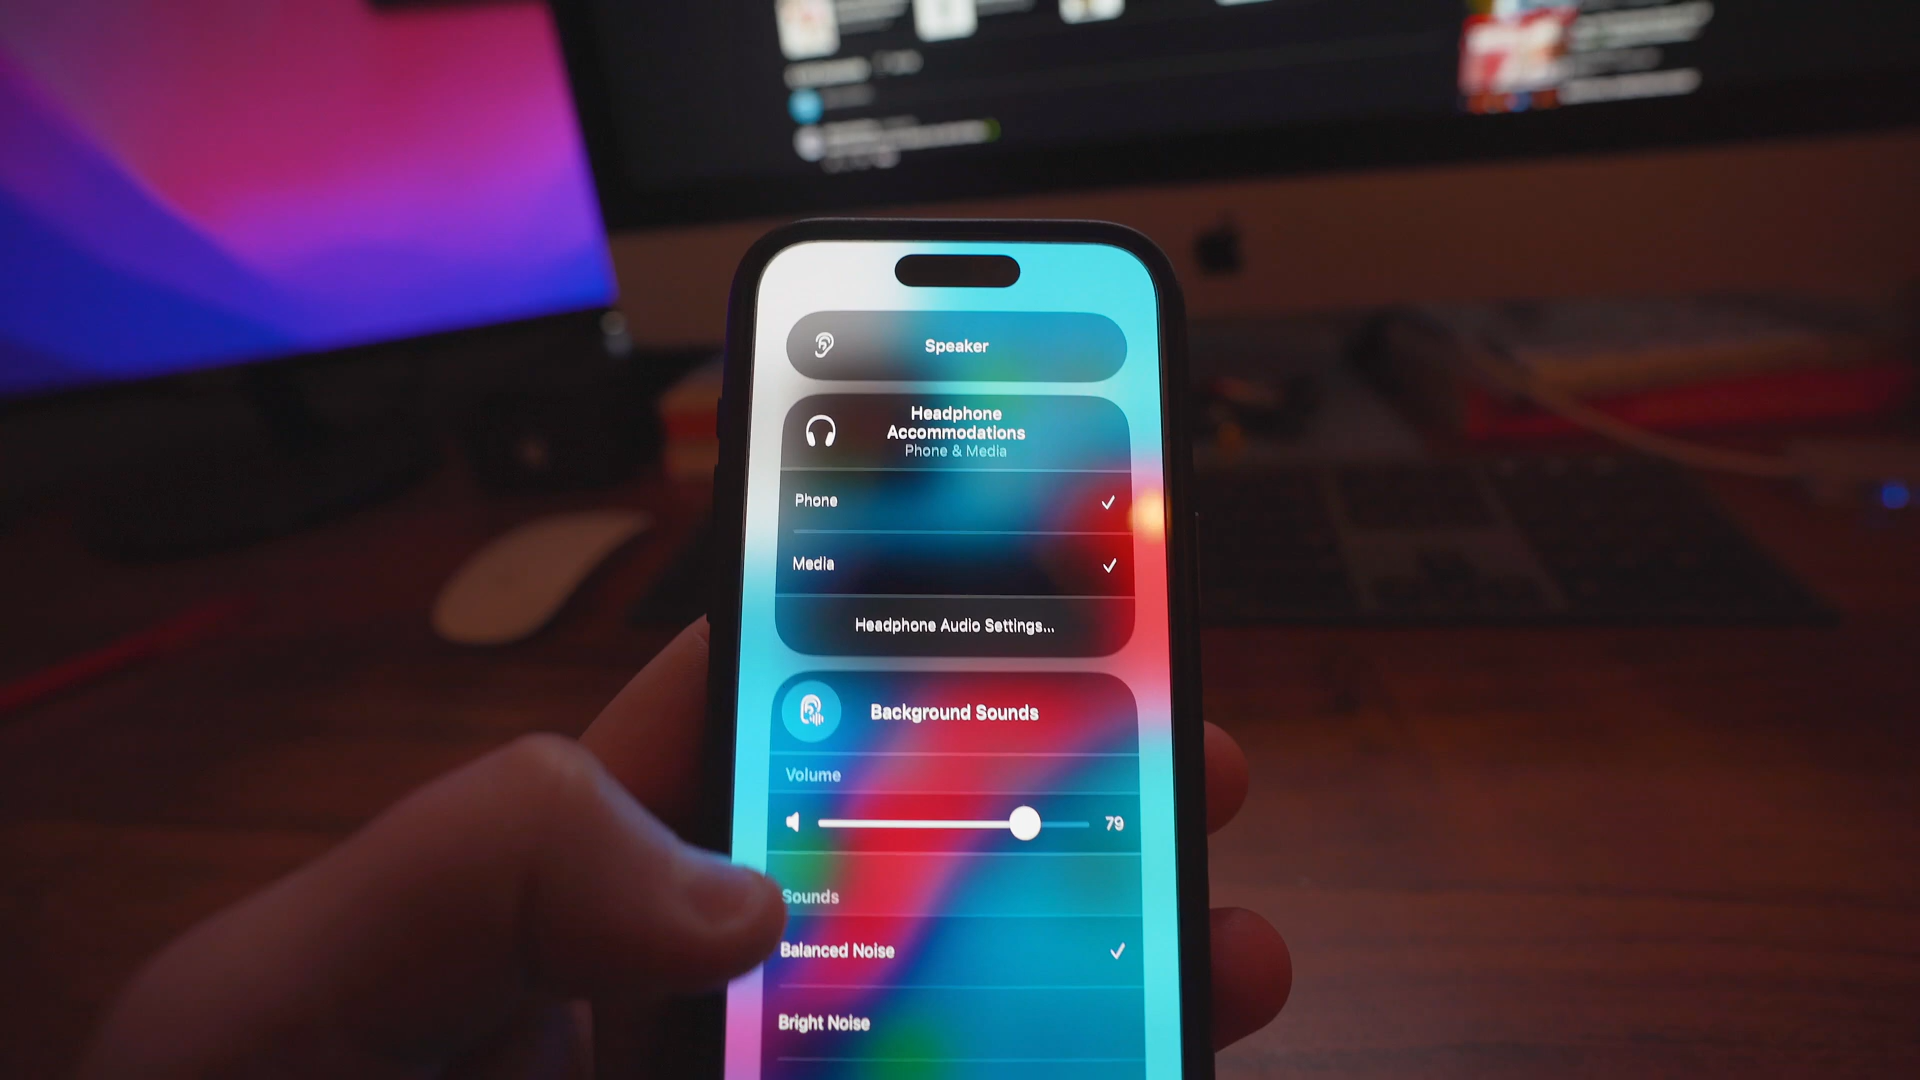 Speaker
Headphone
Accommodations
Phone & Media
Phone
Media
Headphone Audio Settings...
Background Sounds
Volume
79
Sounds
Balanced Noise
Bright Noise